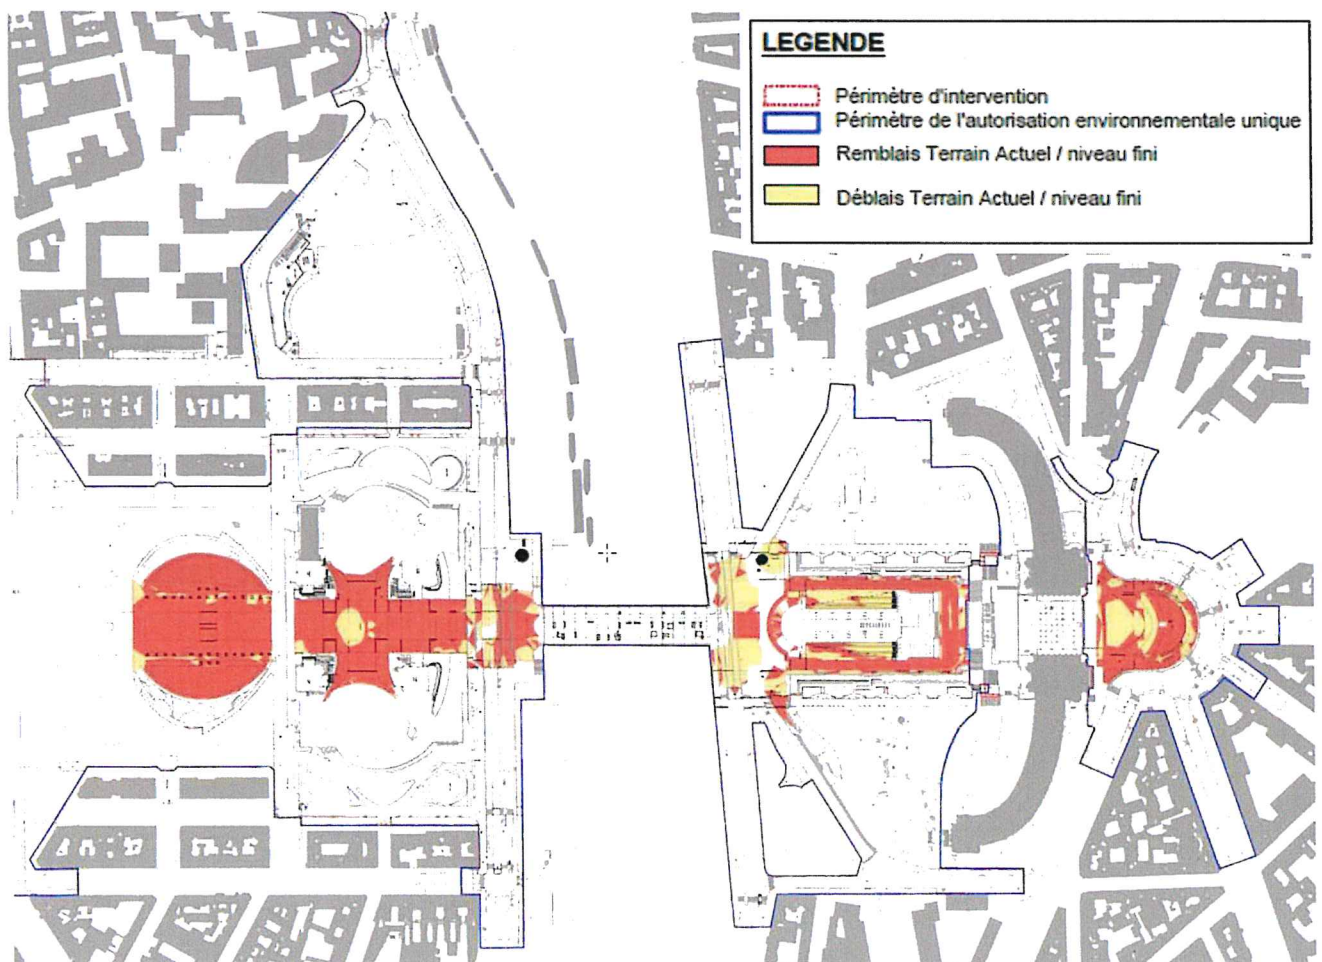 LEGENDE
Périmètre d'intervention
Périmètre de l'autorisation environnementale unique
Remblais Terrain Actuel / niveau fini
Déblais Terrain Actuel / niveau fini